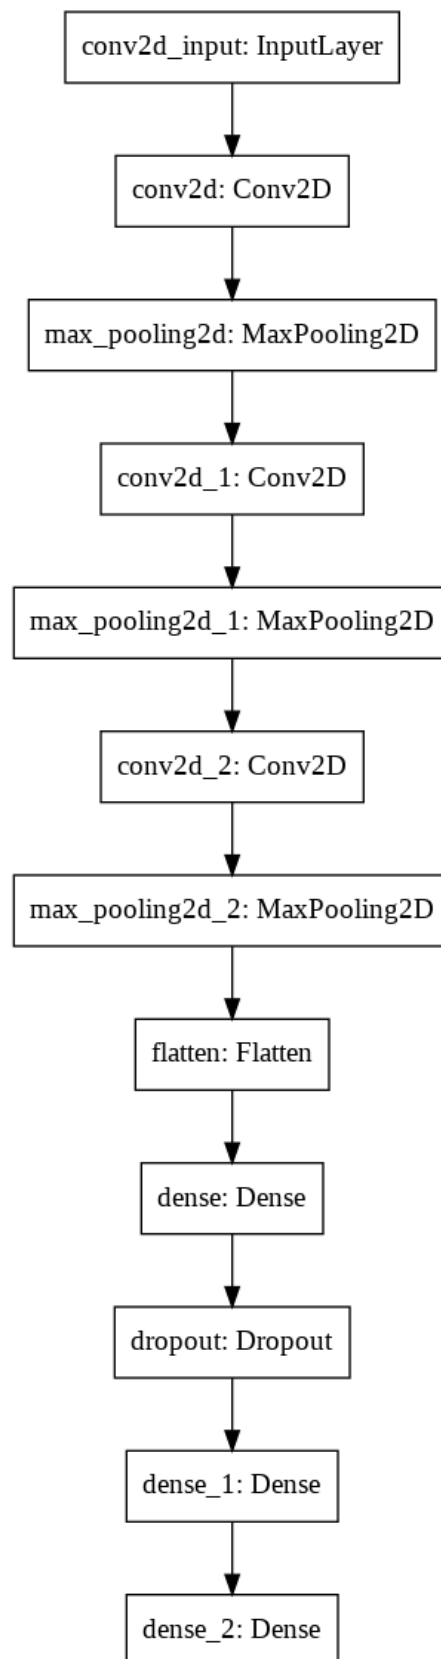 conv2d_input: InputLayer
conv2d: Conv2D
max_pooling2d: MaxPooling2D
conv2d_1: Conv2D
max_pooling2d_1: MaxPooling2D
conv2d_2: Conv2D
max_pooling2d_2: MaxPooling2D
flatten: Flatten
dense: Dense
dropout: Dropout
dense_1: Dense
dense_2: Dense